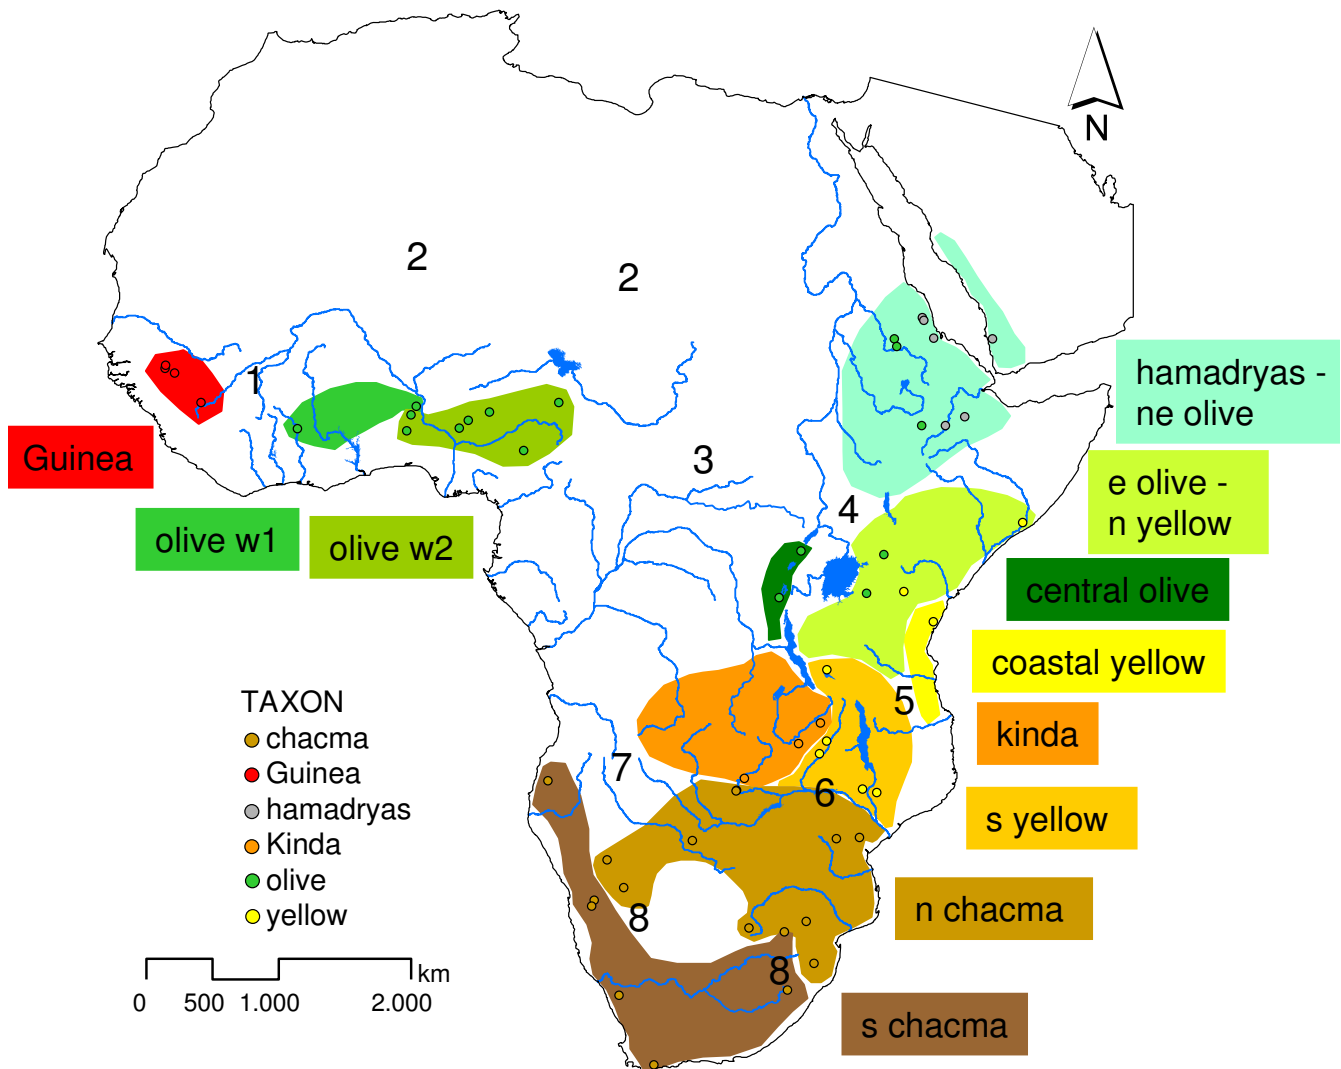 N
2
2
1
3
4
hamadryas -
ne olive
Guinea
e olive -
n yellow
olive w1
olive w2
central olive
coastal yellow
5
kinda
7
6
s yellow
TAXON
chacma
Guinea
hamadryas
Kinda
olive
yellow
8
n chacma
8
km
0 500 1.000 2.000
s chacma